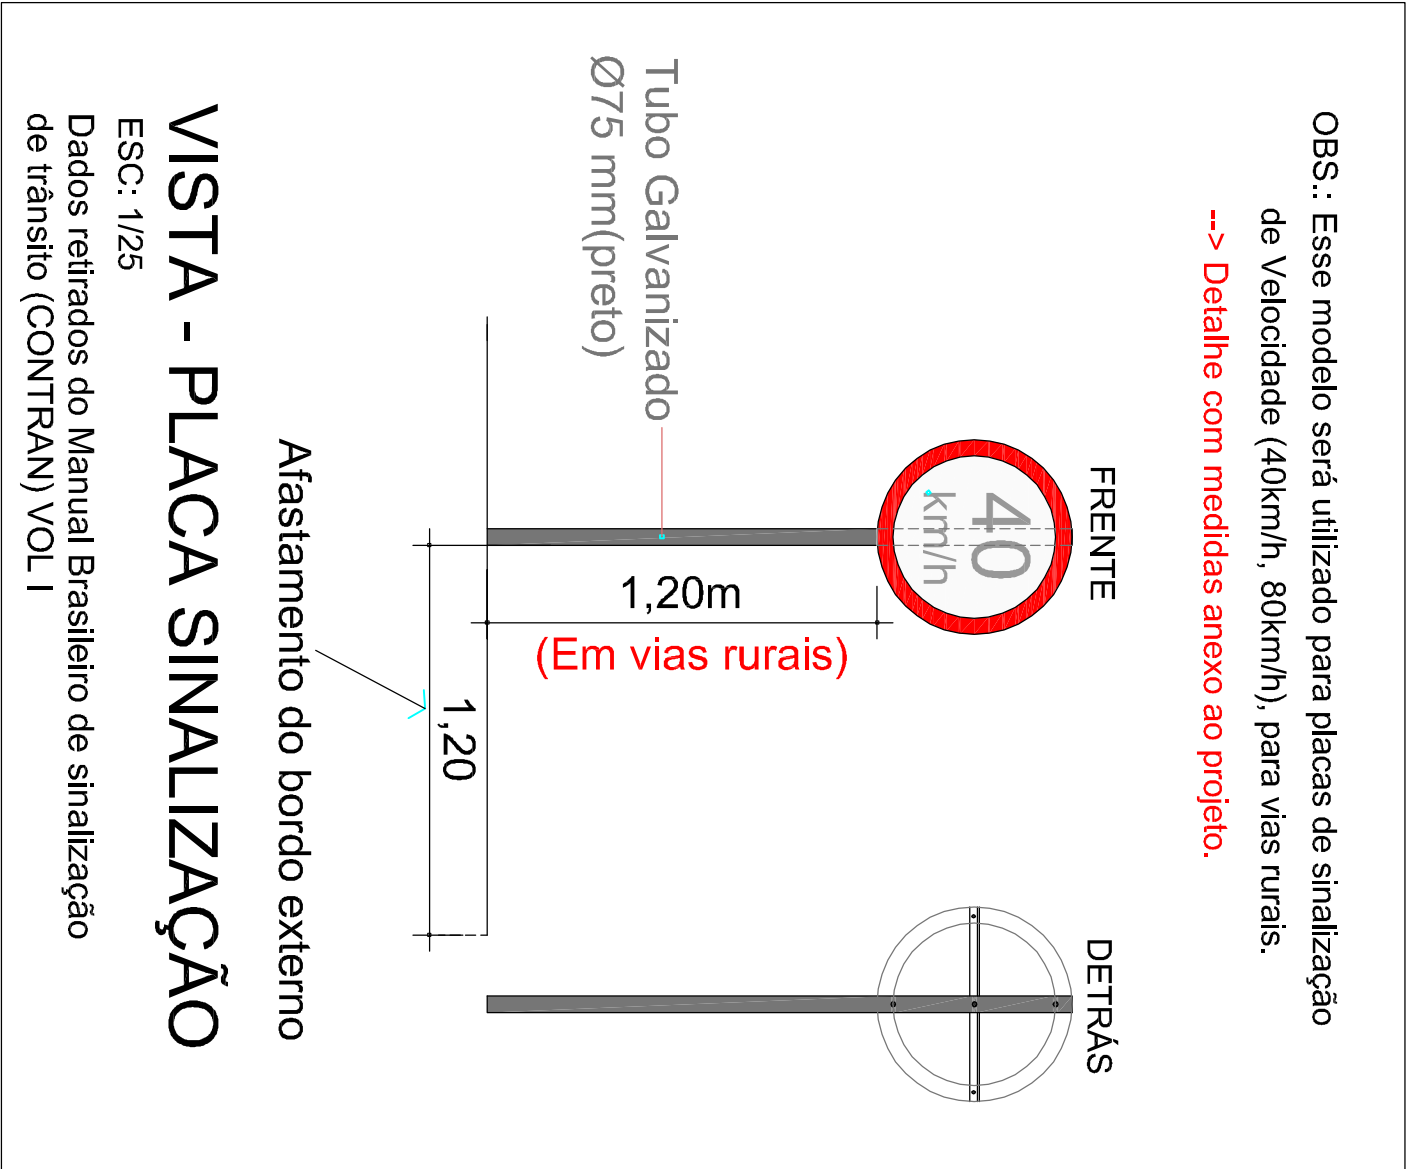 OBS.: Esse modelo será utilizado para placas de sinalização
de Velocidade (40km/h, 80km/h), para vias rurais.
--> Detalhe com medidas anexo ao projeto.
FRENTE
DETRÁS
40
km/h
Tubo Galvanizado
Ø75 mm(preto)
1,20m
(Em vias rurais)
1,20
Afastamento do bordo externo
VISTA - PLACA SINALIZAÇÃO
ESC: 1/25
Dados retirados do Manual Brasileiro de sinalização
de trânsito (CONTRAN) VOL I